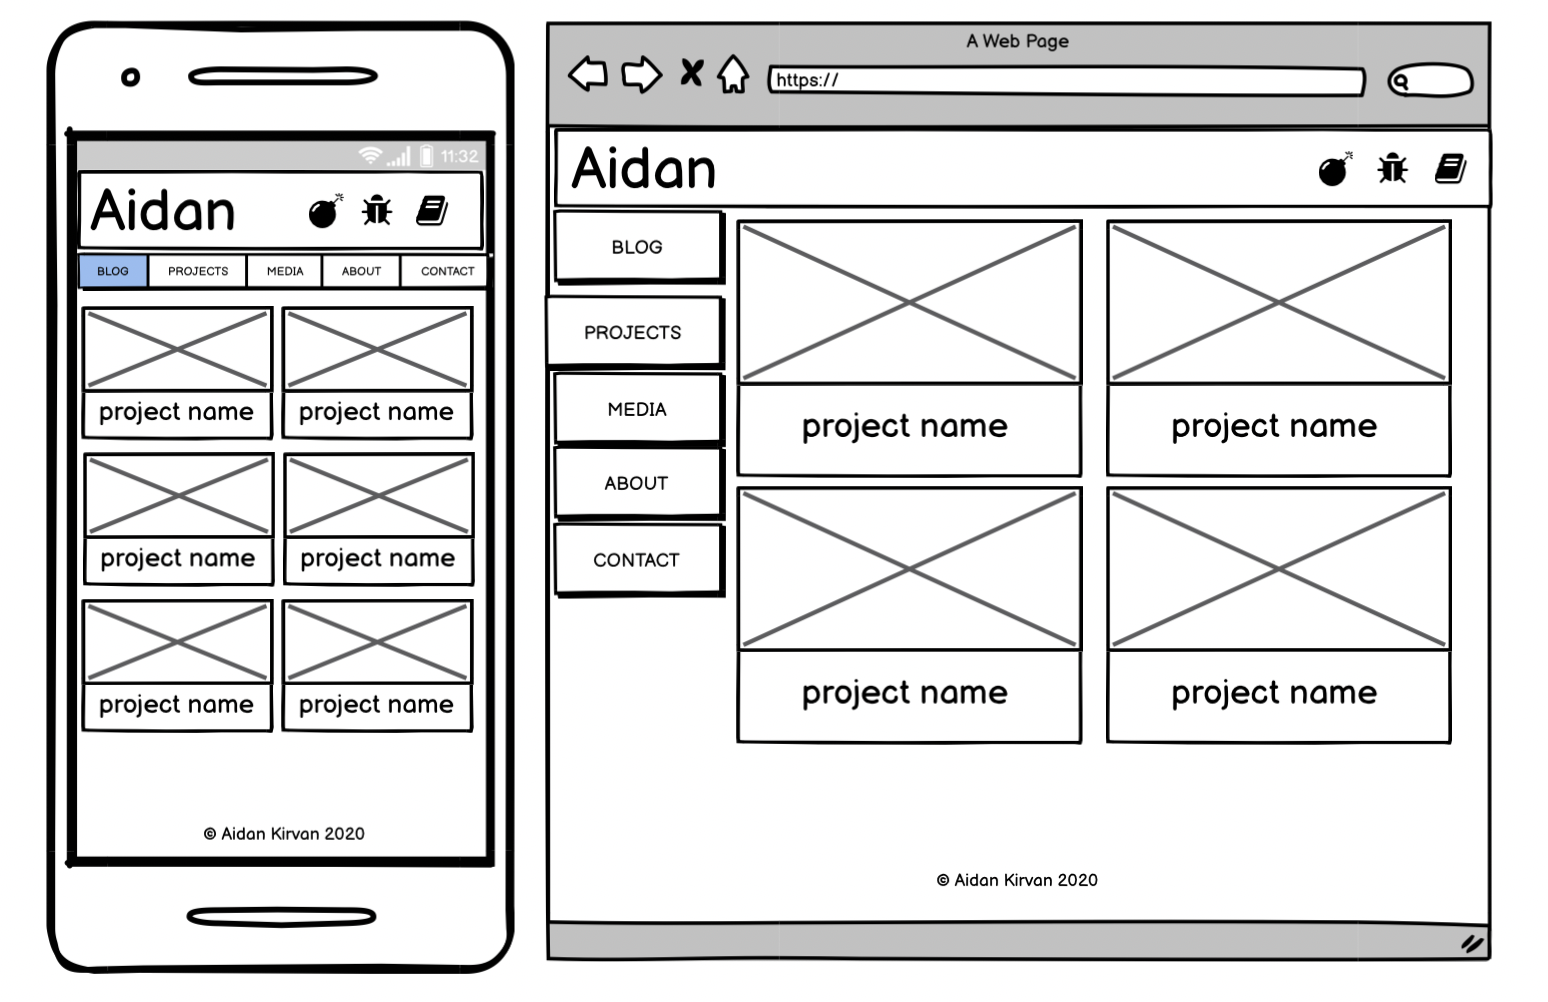 11:32
Aidan
BLOG PROJECTS MEDIA ABOUT CONTACT
project name project name
project name project name
project name project name
© Aidan Kirvan 2020
A Web Page
https://
Aidan
BLOG
PROJECTS
MEDIA
ABOUT
CONTACT
project name project name
project name project name
© Aidan Kirvan 2020